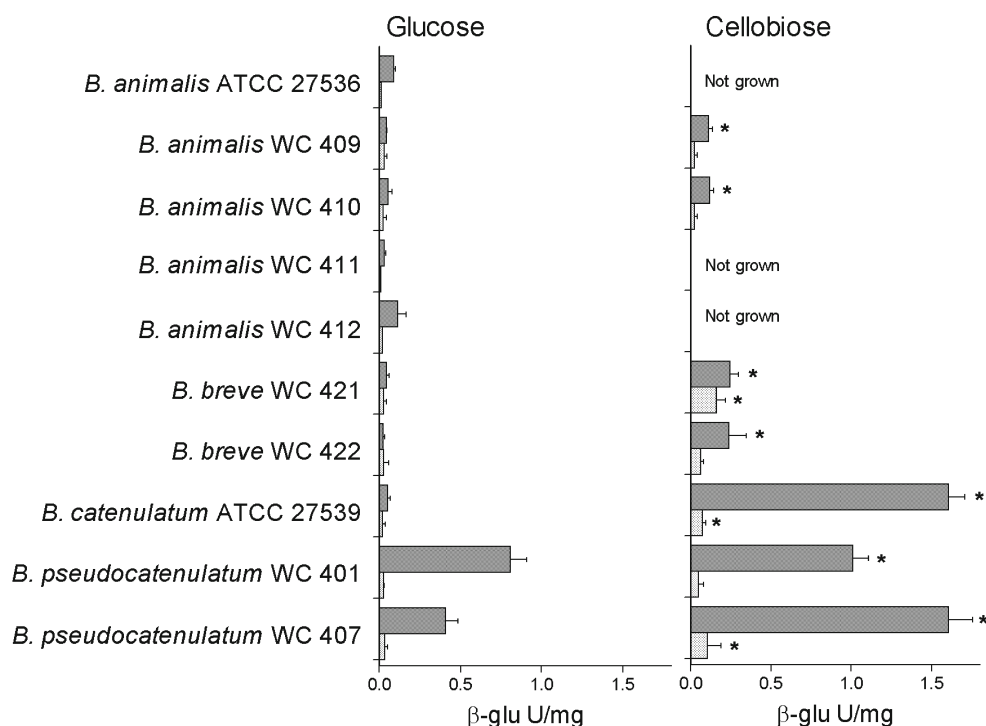 Glucose
Cellobiose
B. animalis ATCC 27536
Not grown
B. animalis WC 409
*
B. animalis WC 410
*
B. animalis WC 411
Not grown
B. animalis WC 412
Not grown
B. breve WC 421
*
*
B. breve WC 422
*
B. catenulatum ATCC 27539
*
*
B. pseudocatenulatum WC 401
*
B. pseudocatenulatum WC 407
*
*
0.0 0.5 1.0 1.5
0.0 0.5 1.0 1.5
β-glu U/mg
β-glu U/mg